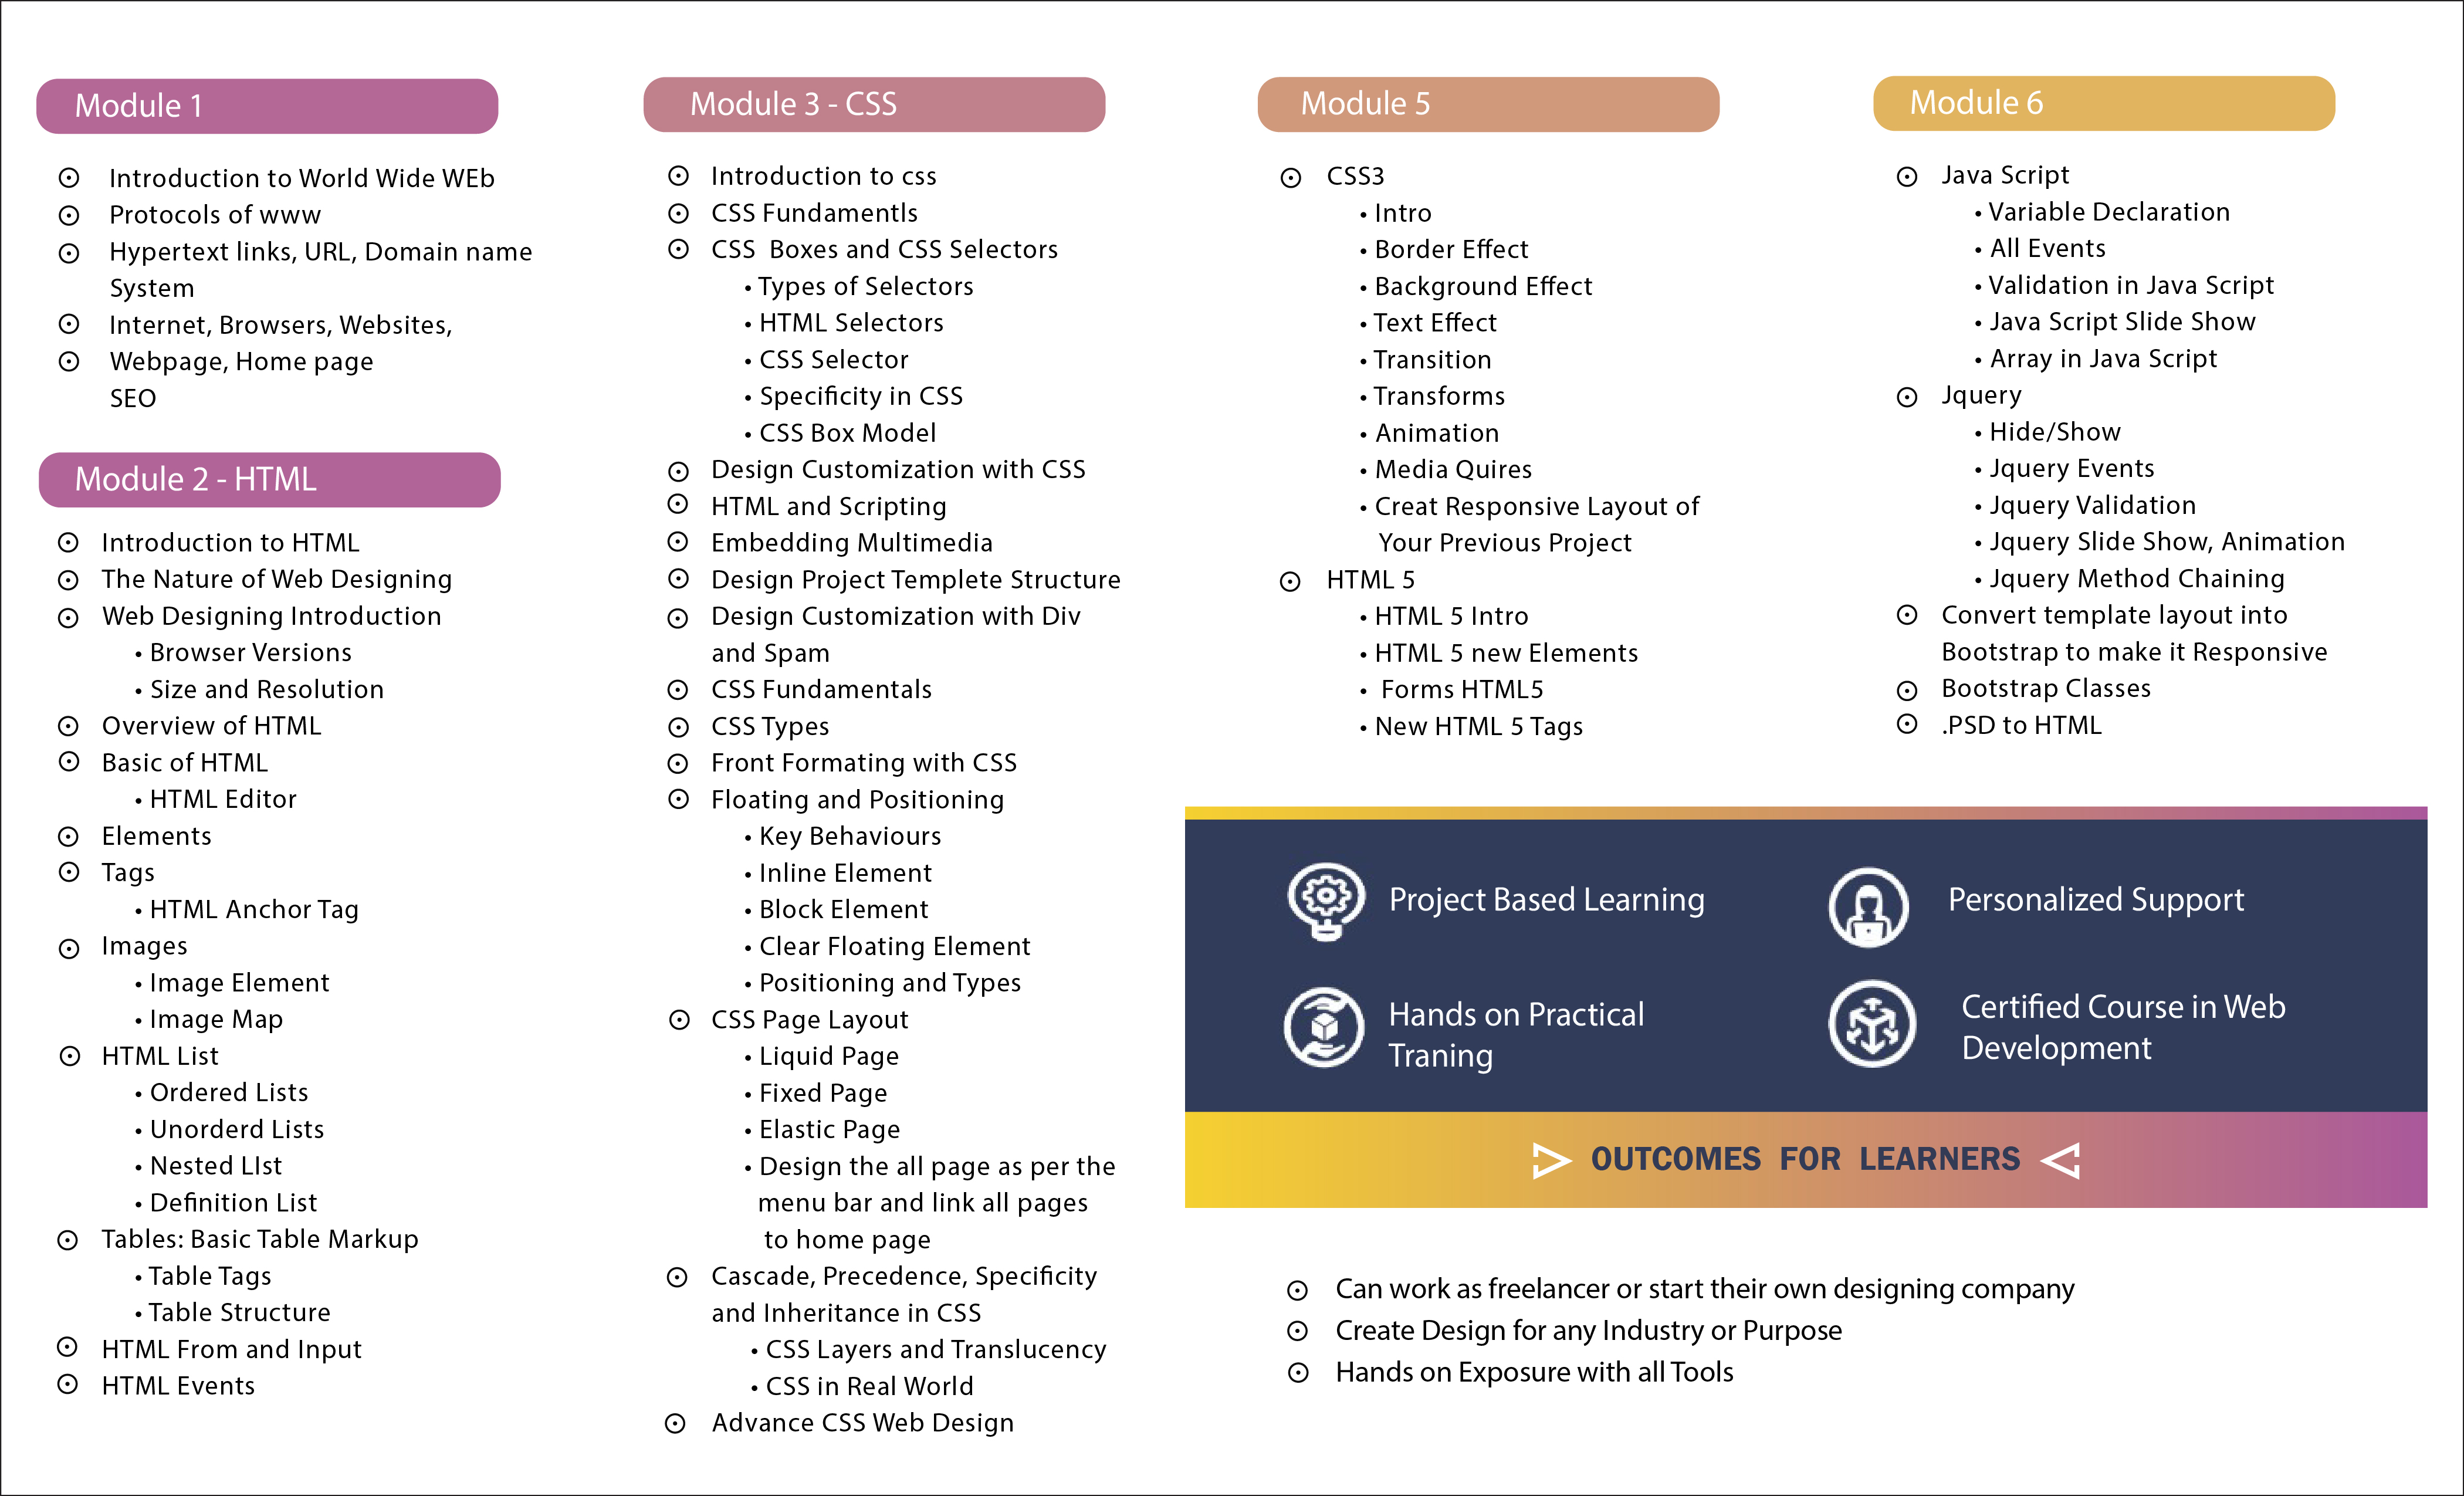 Module 1
Introduction to World Wide WEb
Protocols of www
Hypertext links, URL, Domain name
System
Internet, Browsers, Websites,
Webpage, Home page
SEO
Module 2 - HTML
Introduction to HTML
The Nature of Web Designing
Web Designing Introduction
• Browser Versions
• Size and Resolution
Overview of HTML
Basic of HTML
• HTML Editor
Elements
Tags
• HTML Anchor Tag
Images
• Image Element
• Image Map
HTML List
• Ordered Lists
• Unorderd Lists
• Nested LIst
• Definition List
Tables: Basic Table Markup
• Table Tags
• Table Structure
HTML From and Input
HTML Events
Module 3 - CSS
Introduction to css
CSS Fundamentls
CSS Boxes and CSS Selectors
• Types of Selectors
• HTML Selectors
• CSS Selector
• Specificity in CSS
• CSS Box Model
Design Customization with CSS
HTML and Scripting
Embedding Multimedia
Design Project Templete Structure
Design Customization with Div
and Spam
CSS Fundamentals
CSS Types
Front Formating with CSS
Floating and Positioning
• Key Behaviours
• Inline Element
• Block Element
• Clear Floating Element
• Positioning and Types
CSS Page Layout
• Liquid Page
• Fixed Page
• Elastic Page
• Design the all page as per the
menu bar and link all pages
to home page
Cascade, Precedence, Specificity
and Inheritance in CSS
• CSS Layers and Translucency
• CSS in Real World
Advance CSS Web Design
Module 5
CSS3
• Intro
• Border Effect
• Background Effect
• Text Effect
• Transition
• Transforms
• Animation
• Media Quires
• Creat Responsive Layout of
Your Previous Project
HTML 5
• HTML 5 Intro
• HTML 5 new Elements
• Forms HTML5
• New HTML 5 Tags
Module 6
Java Script
• Variable Declaration
• All Events
• Validation in Java Script
• Java Script Slide Show
• Array in Java Script
Jquery
• Hide/Show
• Jquery Events
• Jquery Validation
• Jquery Slide Show, Animation
• Jquery Method Chaining
Convert template layout into
Bootstrap to make it Responsive
Bootstrap Classes
.PSD to HTML
Project Based Learning
Personalized Support
Hands on Practical
Traning
Certified Course in Web
Development
OUTCOMES FOR LEARNERS
Can work as freelancer or start their own designing company
Create Design for any Industry or Purpose
Hands on Exposure with all Tools